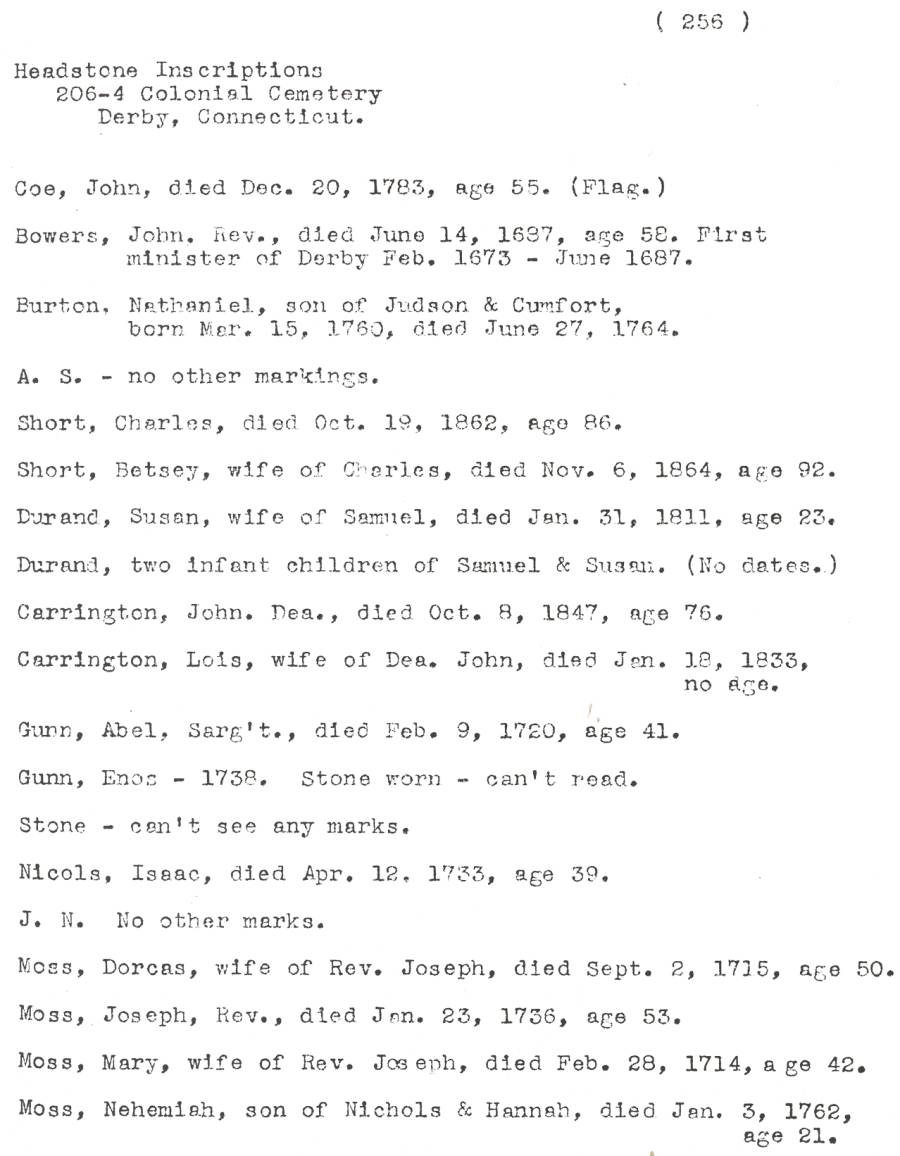 ( 256 )
Headstone Inscriptions
206-4 Colonial Cemetery
Derby, Connecticut.
Coe, John, died Dec. 20, 1783, age 55. (Flag.)
Bowers, John. Rev., died June 14, 1687, age 58. First
minister of Derby Feb. 1673 - June 1687.
Burton, Nathaniel, son of Judson & Cumfort,
born Mar. 15, 1760, died June 27, 1764.
A. S. - no other markings.
Short, Charles, died Oct. 19, 1862, age 86.
Short, Betsey, wife of Charles, died Nov. 6, 1864, age 92.
Durand, Susan, wife of Samuel, died Jan. 31, 1811, age 23.
Durand, two infant children of Samuel & Susan. (No dates.)
Carrington, John. Dea., died Oct. 8, 1847, age 76.
Carrington, Lois, wife of Dea. John, died Jan. 18, 1833,
no age.
Gunn, Abel, Sarg't., died Feb. 9, 1720, age 41.
Gunn, Enos - 1738. Stone worn - can't read.
Stone - can't see any marks.
Nicols, Isaac, died Apr. 12, 1733, age 39.
J. N. No other marks.
Moss, Dorcas, wife of Rev. Joseph, died Sept. 2, 1715, age 50.
Moss, Joseph, Rev., died Jan. 23, 1736, age 53.
Moss, Mary, wife of Rev. Joseph, died Feb. 28, 1714, age 42.
Moss, Nehemiah, son of Nichols & Hannah, died Jan. 3, 1762,
age 21.